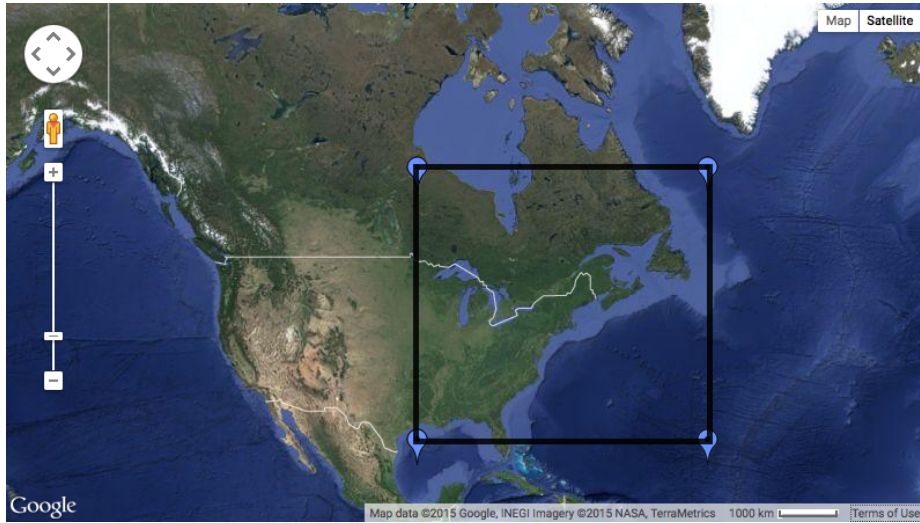 Map Satellite
+
−
−
Google
Map data ©2015 Google, INEGI Imagery ©2015 NASA, TerraMetrics 1000 km Terms of Use